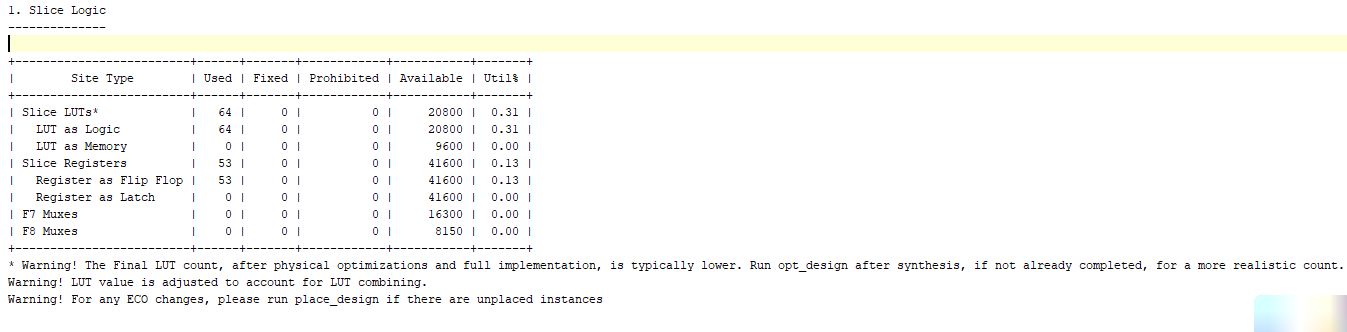 1. Slice Logic
--------------
+-------------------------+------+-------+------------+-----------+-------+
|        Site Type        | Used | Fixed | Prohibited | Available | Util% |
+-------------------------+------+-------+------------+-----------+-------+
| Slice LUTs*             |   64 |     0 |          0 |     20800 |  0.31 |
|   LUT as Logic          |   64 |     0 |          0 |     20800 |  0.31 |
|   LUT as Memory         |    0 |     0 |          0 |      9600 |  0.00 |
| Slice Registers         |   53 |     0 |          0 |     41600 |  0.13 |
|   Register as Flip Flop |   53 |     0 |          0 |     41600 |  0.13 |
|   Register as Latch     |    0 |     0 |          0 |     41600 |  0.00 |
| F7 Muxes                |    0 |     0 |          0 |     16300 |  0.00 |
| F8 Muxes                |    0 |     0 |          0 |      8150 |  0.00 |
+-------------------------+------+-------+------------+-----------+-------+
* Warning! The Final LUT count, after physical optimizations and full implementation, is typically lower. Run opt_design after synthesis, if not already completed, for a more realistic count.
Warning! LUT value is adjusted to account for LUT combining.
Warning! For any ECO changes, please run place_design if there are unplaced instances